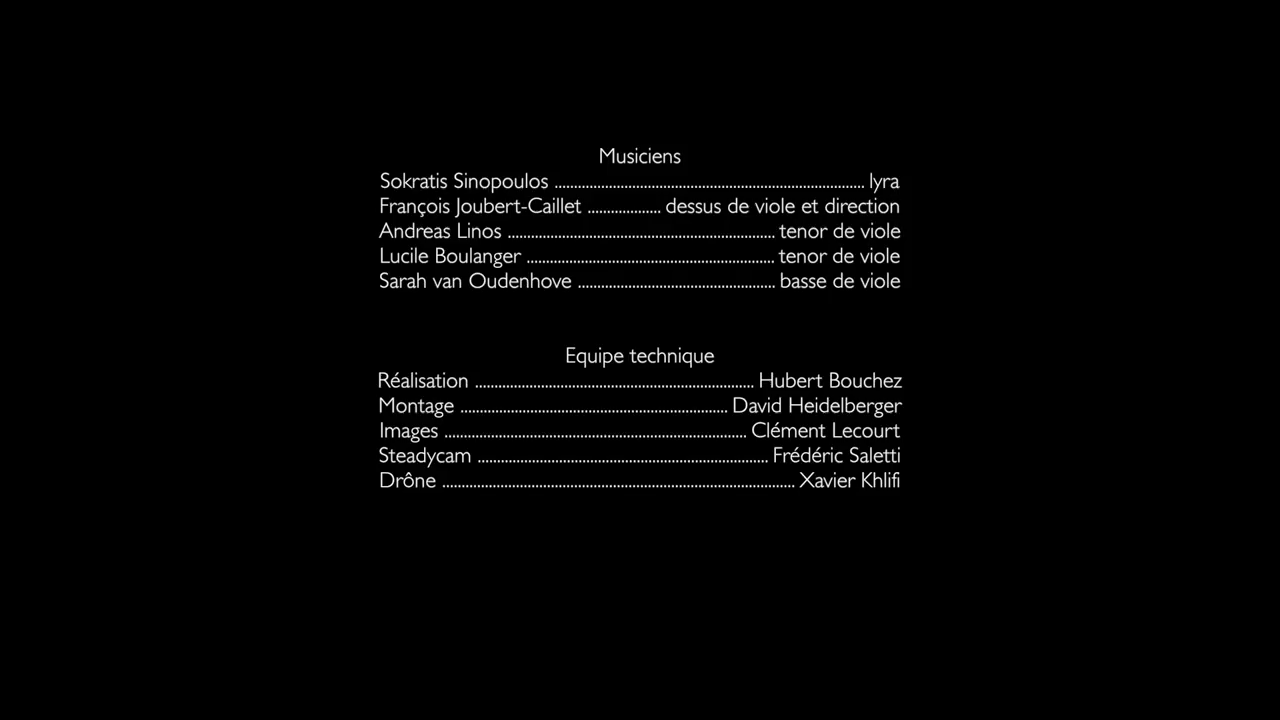 Musiciens
Sokratis Sinopoulos ........................................................................ lyra
François Joubert-Caillet ................... dessus de viole et direction
Andreas Linos .................................................................... tenor de viole
Lucile Boulanger ................................................................ tenor de viole
Sarah van Oudenhove .................................................. basse de viole
Equipe technique
Réalisation ....................................................................... Hubert Bouchez
Montage .................................................................... David Heidelberger
Images ............................................................................. Clément Lecourt
Steadycam .......................................................................... Frédéric Saletti
Drône .......................................................................................... Xavier Khlifi